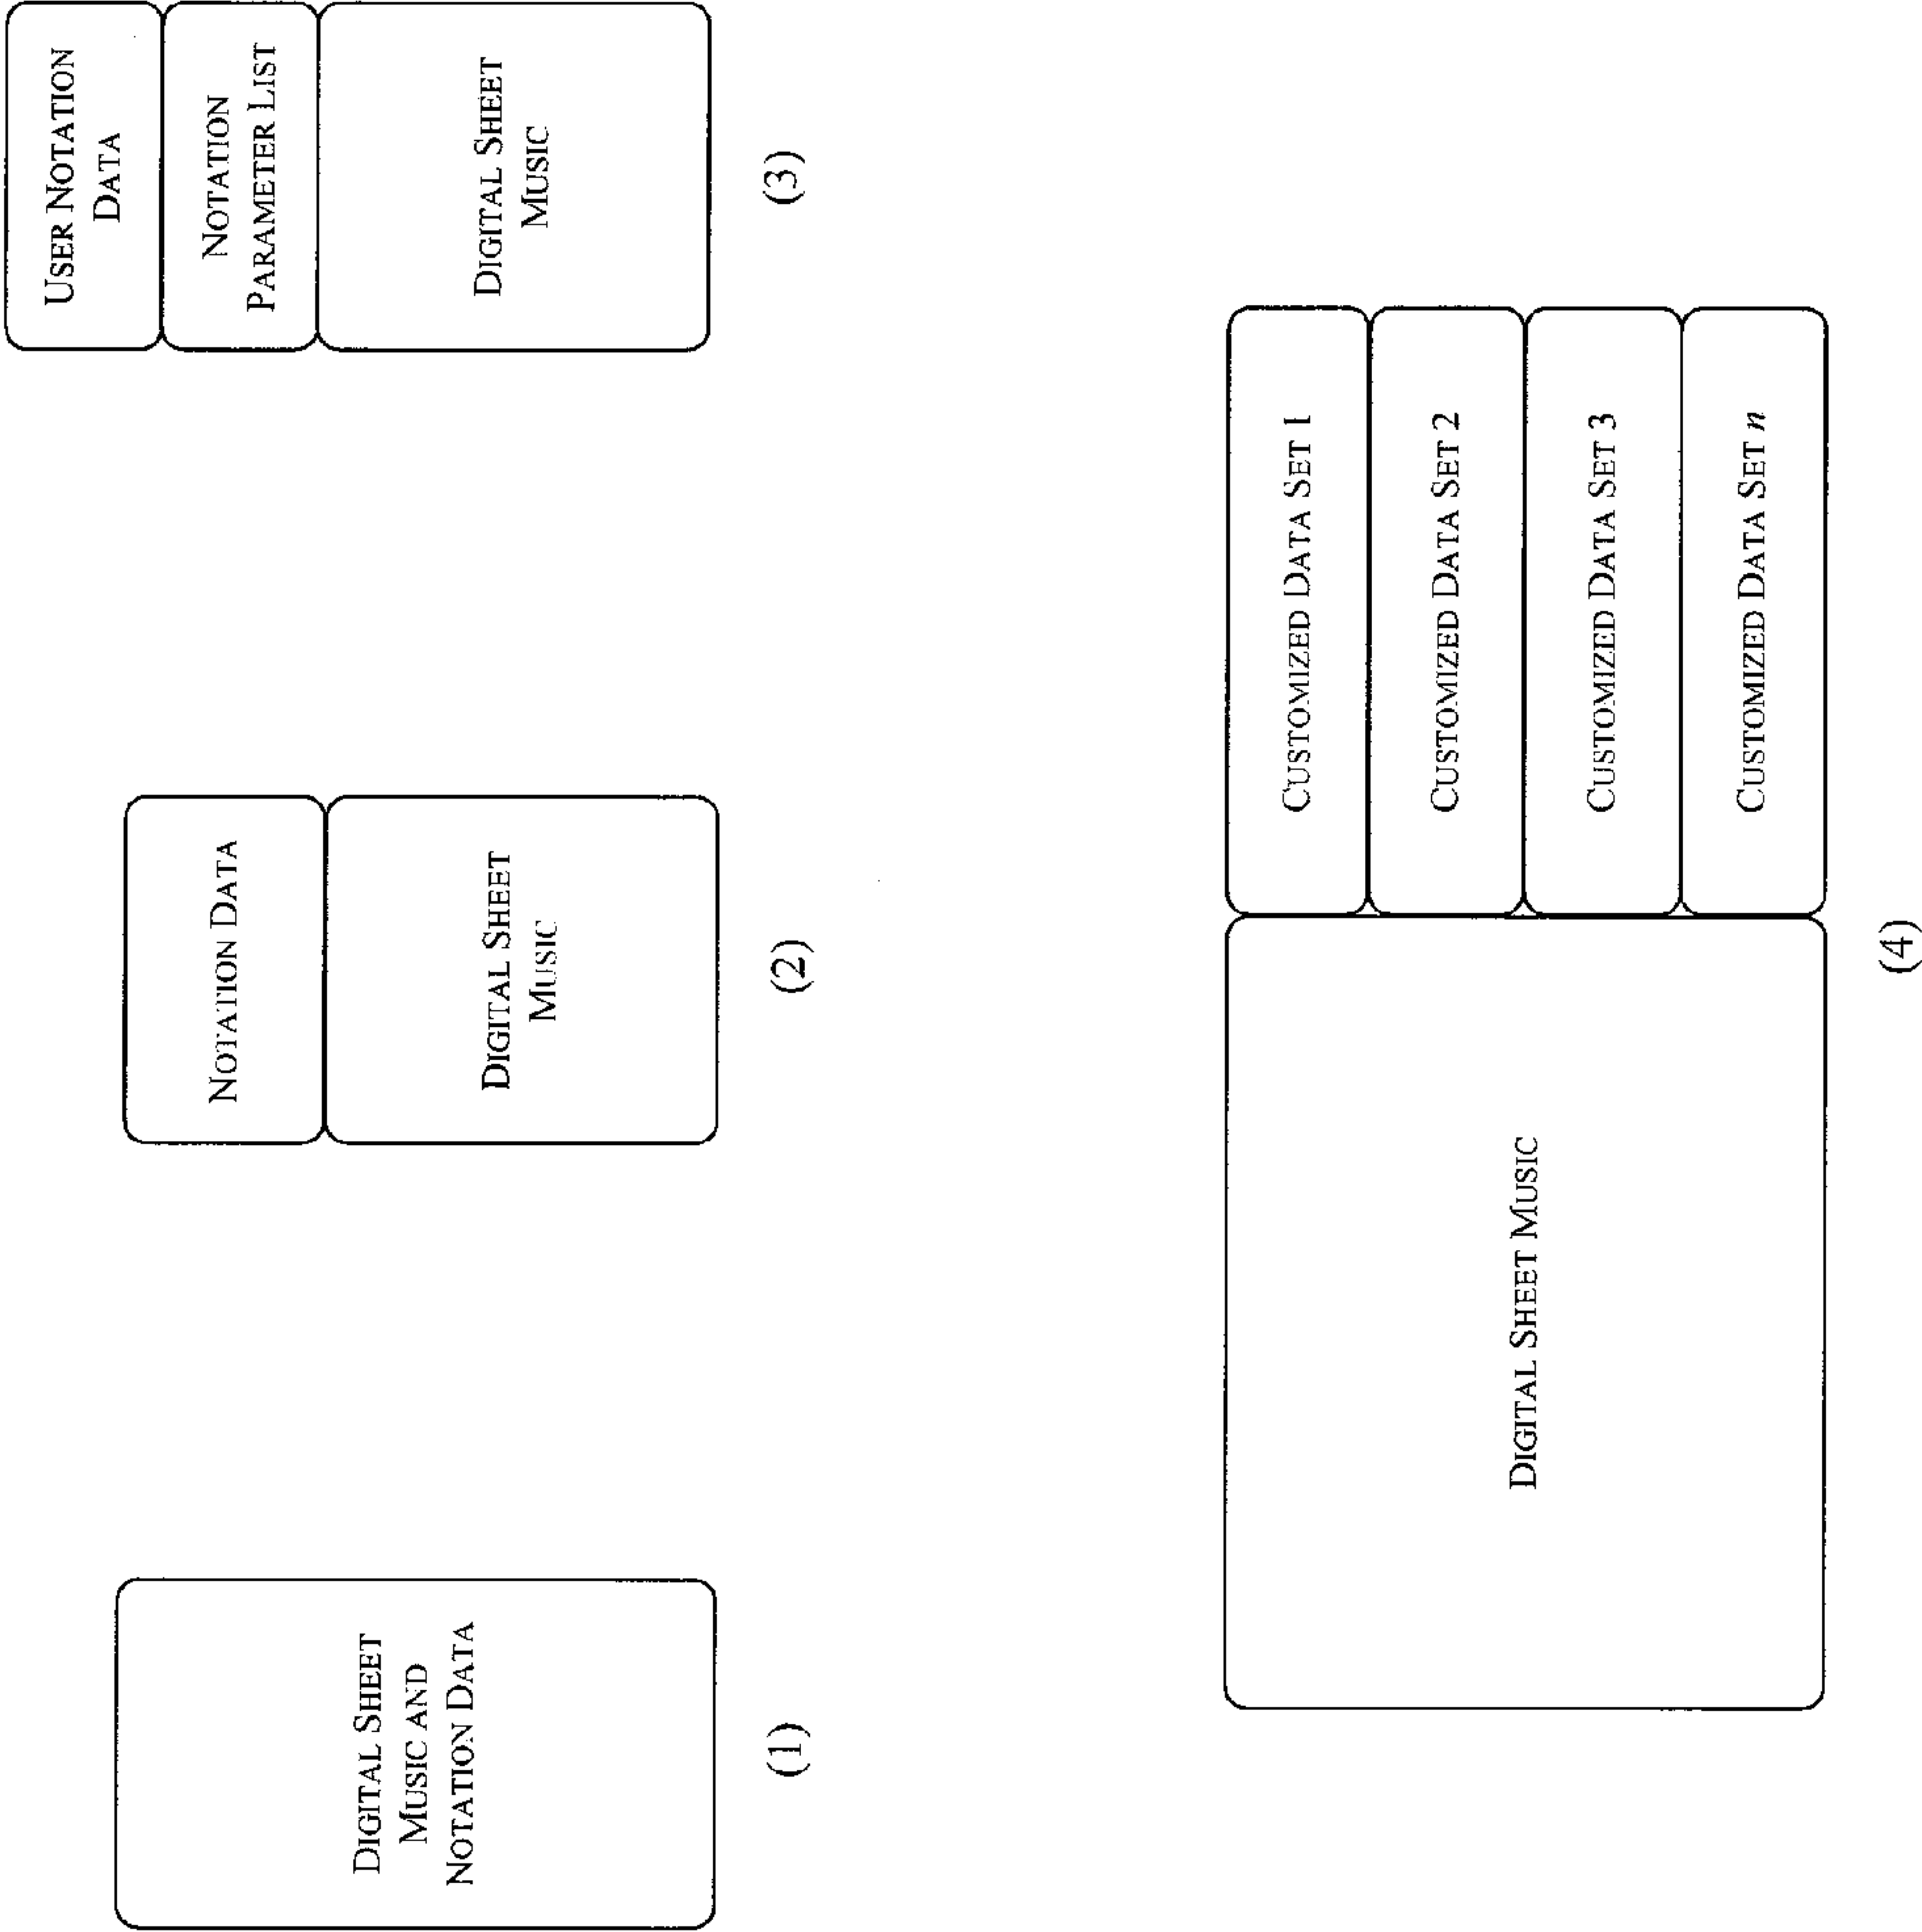 DIGITAL SHEET
MUSIC AND
NOTATION DATA
(1)
NOTATION DATA
DIGITAL SHEET
MUSIC
(2)
USER NOTATION
DATA
NOTATION
PARAMETER LIST
DIGITAL SHEET
MUSIC
(3)
DIGITAL SHEET MUSIC
CUSTOMIZED DATA SET 1
CUSTOMIZED DATA SET 2
CUSTOMIZED DATA SET 3
CUSTOMIZED DATA SET n
(4)